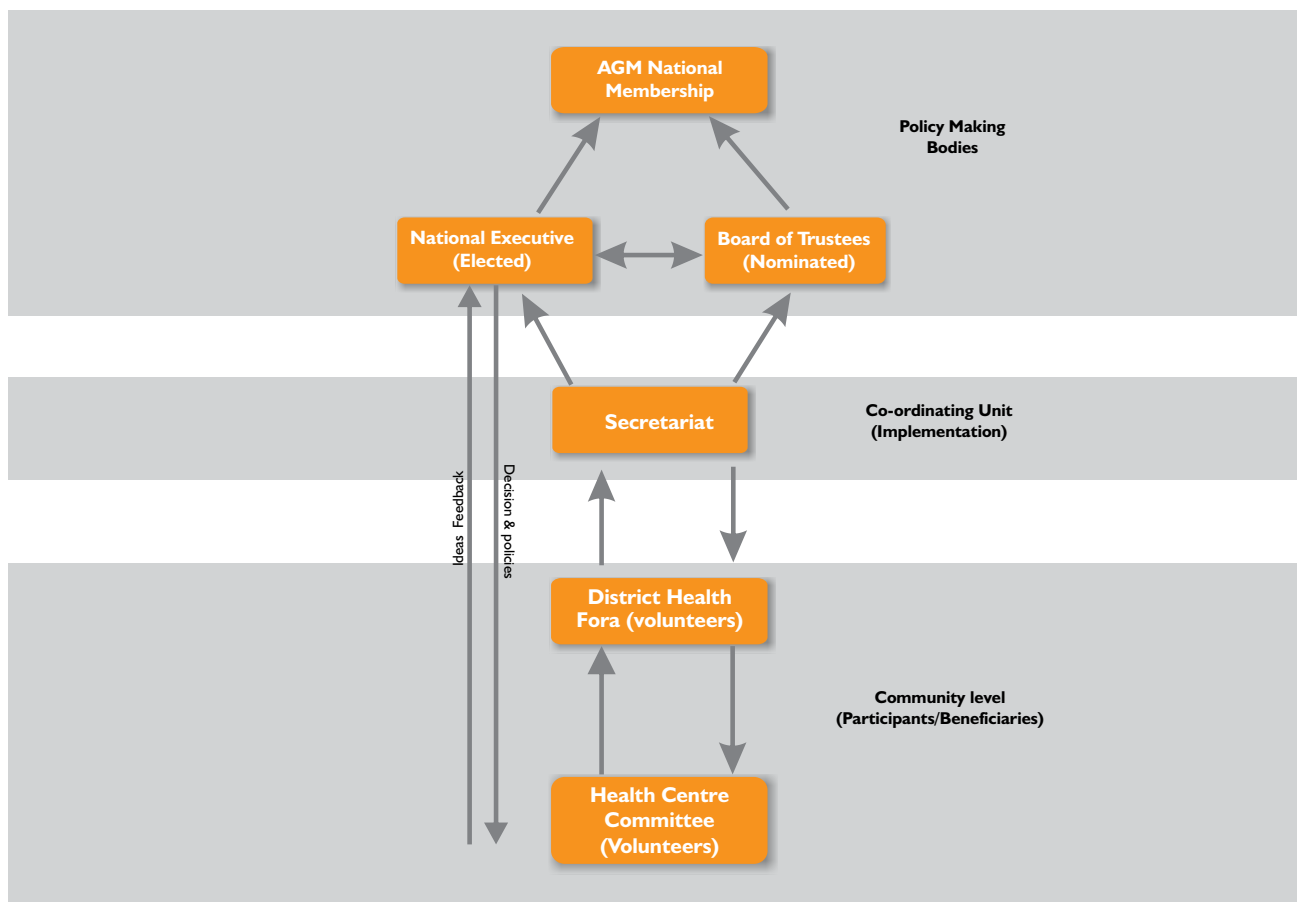 AGM National
Membership
Policy Making
Bodies
National Executive
(Elected)
Board of Trustees
(Nominated)
Secretariat
Co-ordinating Unit
(Implementation)
Ideas  Feedback
Decision & policies
District Health
Fora (volunteers)
Community level
(Participants/Beneficiaries)
Health Centre
Committee
(Volunteers)